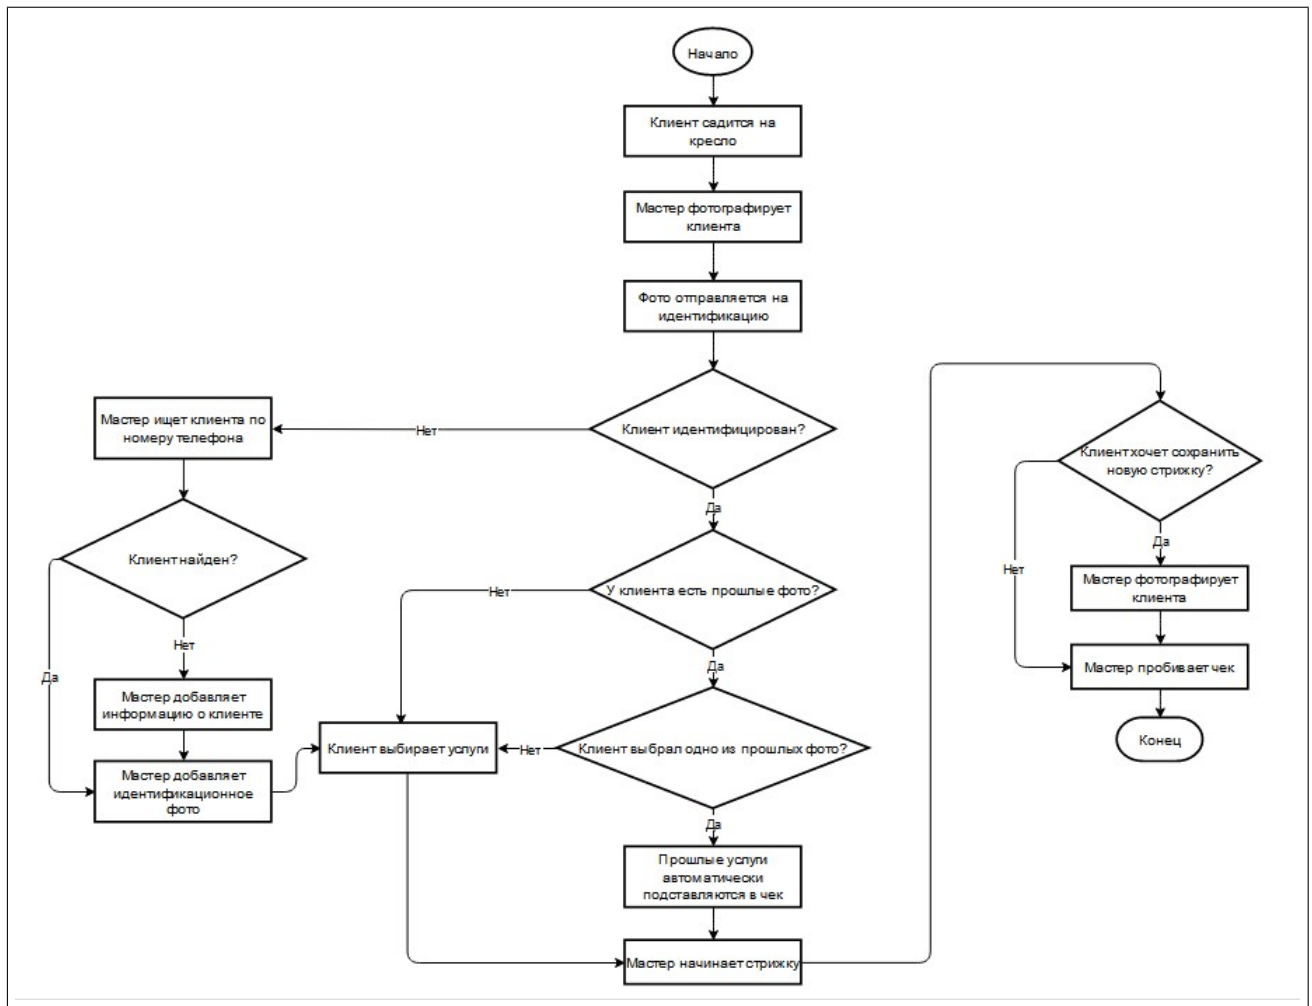 Начало
Клиент садится на
кресло
Мастер фотографирует
клиента
Фото отправляется на
идентификацию
Клиент идентифицирован?
Нет
Мастер ищет клиента по
номеру телефона
Клиент найден?
Да
Нет
Мастер добавляет
информацию о клиенте
Мастер добавляет
идентификационное
фото
Да
У клиента есть прошлые фото?
Нет
Клиент выбирает услуги
Да
Клиент выбрал одно из прошлых фото?
Нет
Да
Прошлые услуги
автоматически
подставляются в чек
Мастер начинает стрижку
Клиент хочет сохранить
новую стрижку?
Нет
Да
Мастер фотографирует
клиента
Мастер пробивает чек
Конец